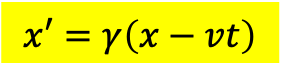 x′ = γ(x − vt)